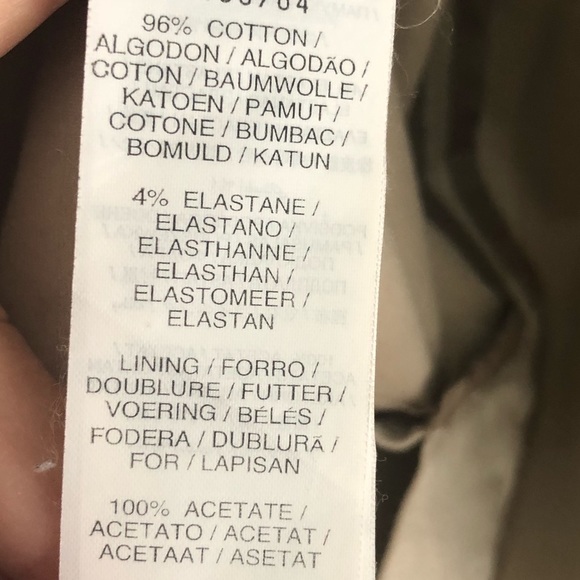 96% COTTON /
ALGODON / ALGODÃO /
COTON / BAUMWOLLE /
KATOEN / PAMUT /
COTONE / BUMBAC /
BOMULD / KATUN
4% ELASTANE /
ELASTANO /
ELASTHANNE /
ELASTHAN /
ELASTOMEER /
ELASTAN
LINING / FORRO /
DOUBLURE / FUTTER /
VOERING / BÉLÉS /
FODERA / DUBLURĂ /
FOR / LAPISAN
100% ACETATE /
ACETATO / ACETAT /
ACETAAT / ASETAT